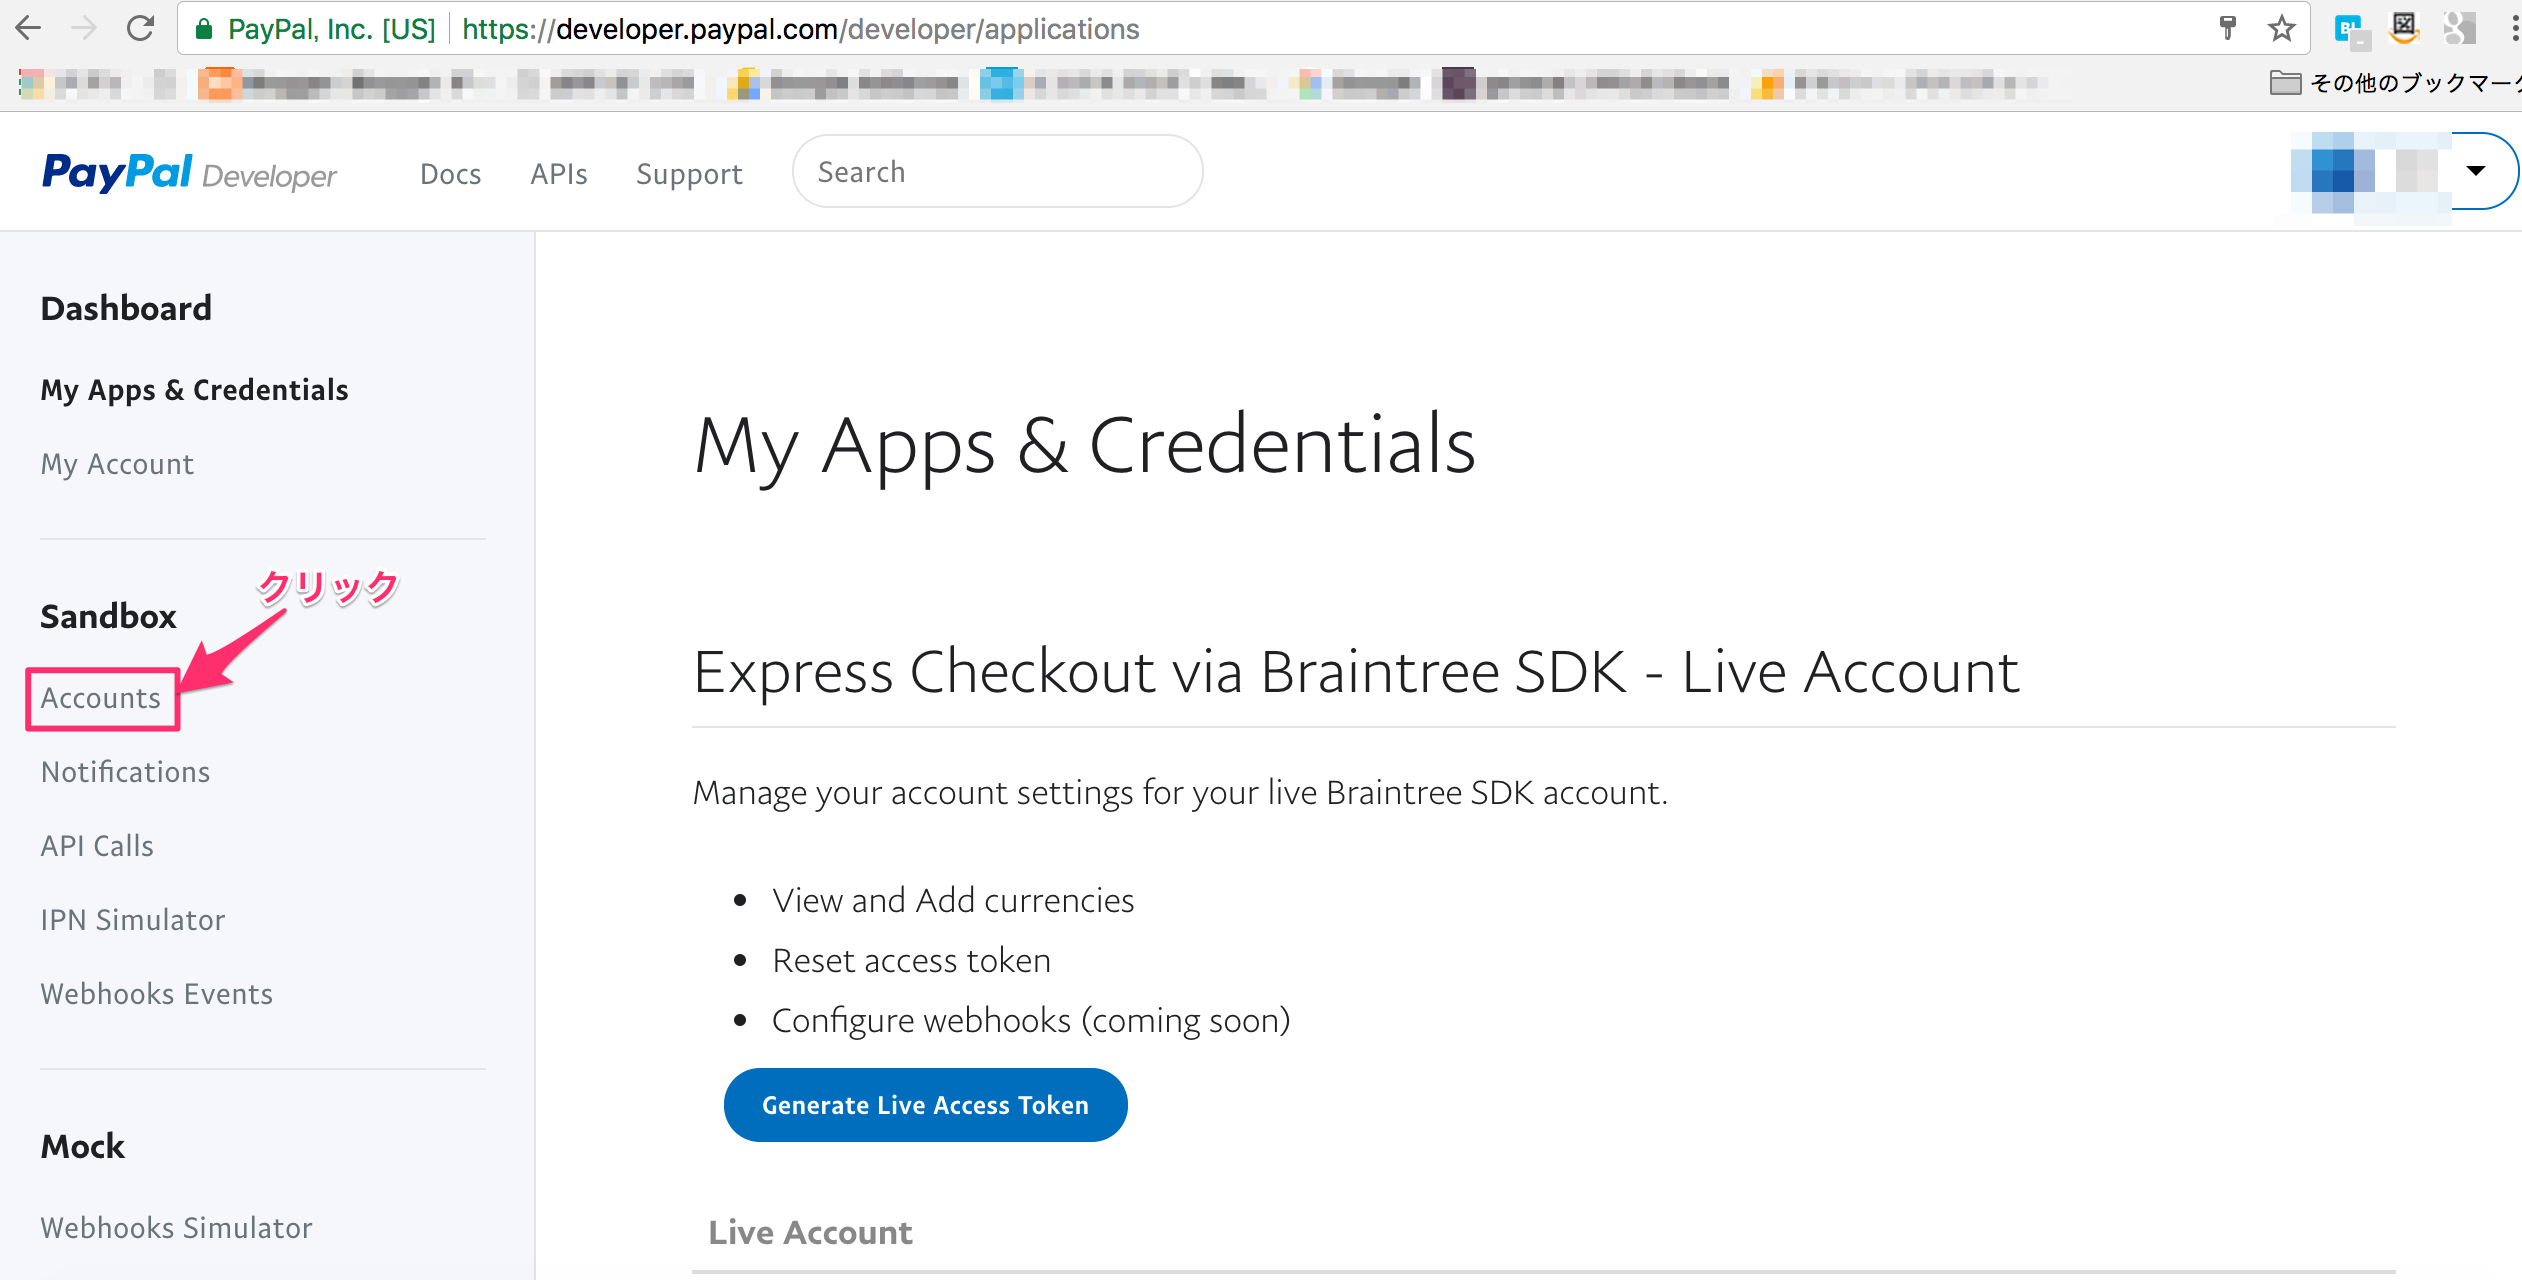 PayPal, Inc. [US] https://developer.paypal.com/developer/applications
その他のブックマーク
PayPal Developer Docs APIs Support Search
Dashboard
My Apps & Credentials
My Account
クリック
Sandbox
Accounts
Notifications
API Calls
IPN Simulator
Webhooks Events
Mock
Webhooks Simulator
My Apps & Credentials
Express Checkout via Braintree SDK - Live Account
Manage your account settings for your live Braintree SDK account.
• View and Add currencies
• Reset access token
• Configure webhooks (coming soon)
Generate Live Access Token
Live Account